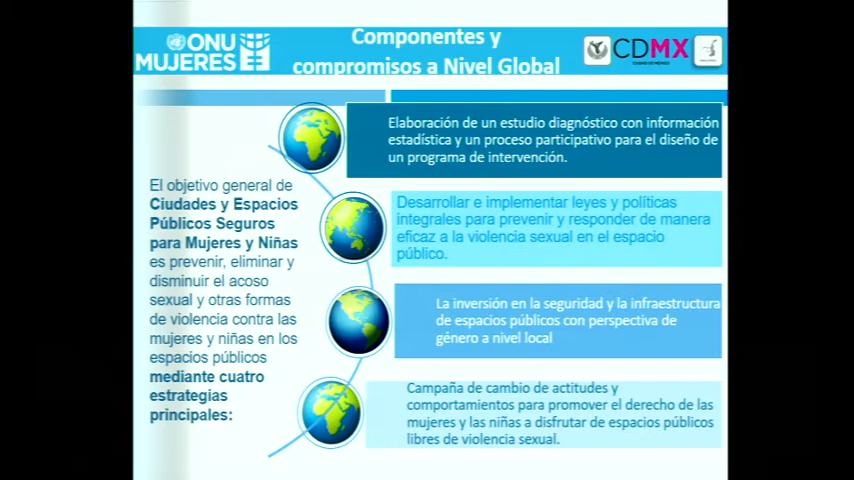 ONU
MUJERES
Componentes y
compromisos a Nivel Global
CDMX
CIUDAD DE MÉXICO
Elaboración de un estudio diagnóstico con información
estadística y un proceso participativo para el diseño de
un programa de intervención.
El objetivo general de
Ciudades y Espacios
Públicos Seguros
para Mujeres y Niñas
es prevenir, eliminar y
disminuir el acoso
sexual y otras formas
de violencia contra las
mujeres y niñas en los
espacios públicos
mediante cuatro
estrategias
principales:
Desarrollar e implementar leyes y políticas
integrales para prevenir y responder de manera
eficaz a la violencia sexual en el espacio
público.
La inversión en la seguridad y la infraestructura
de espacios públicos con perspectiva de
género a nivel local
Campaña de cambio de actitudes y
comportamientos para promover el derecho de las
mujeres y las niñas a disfrutar de espacios públicos
libres de violencia sexual.